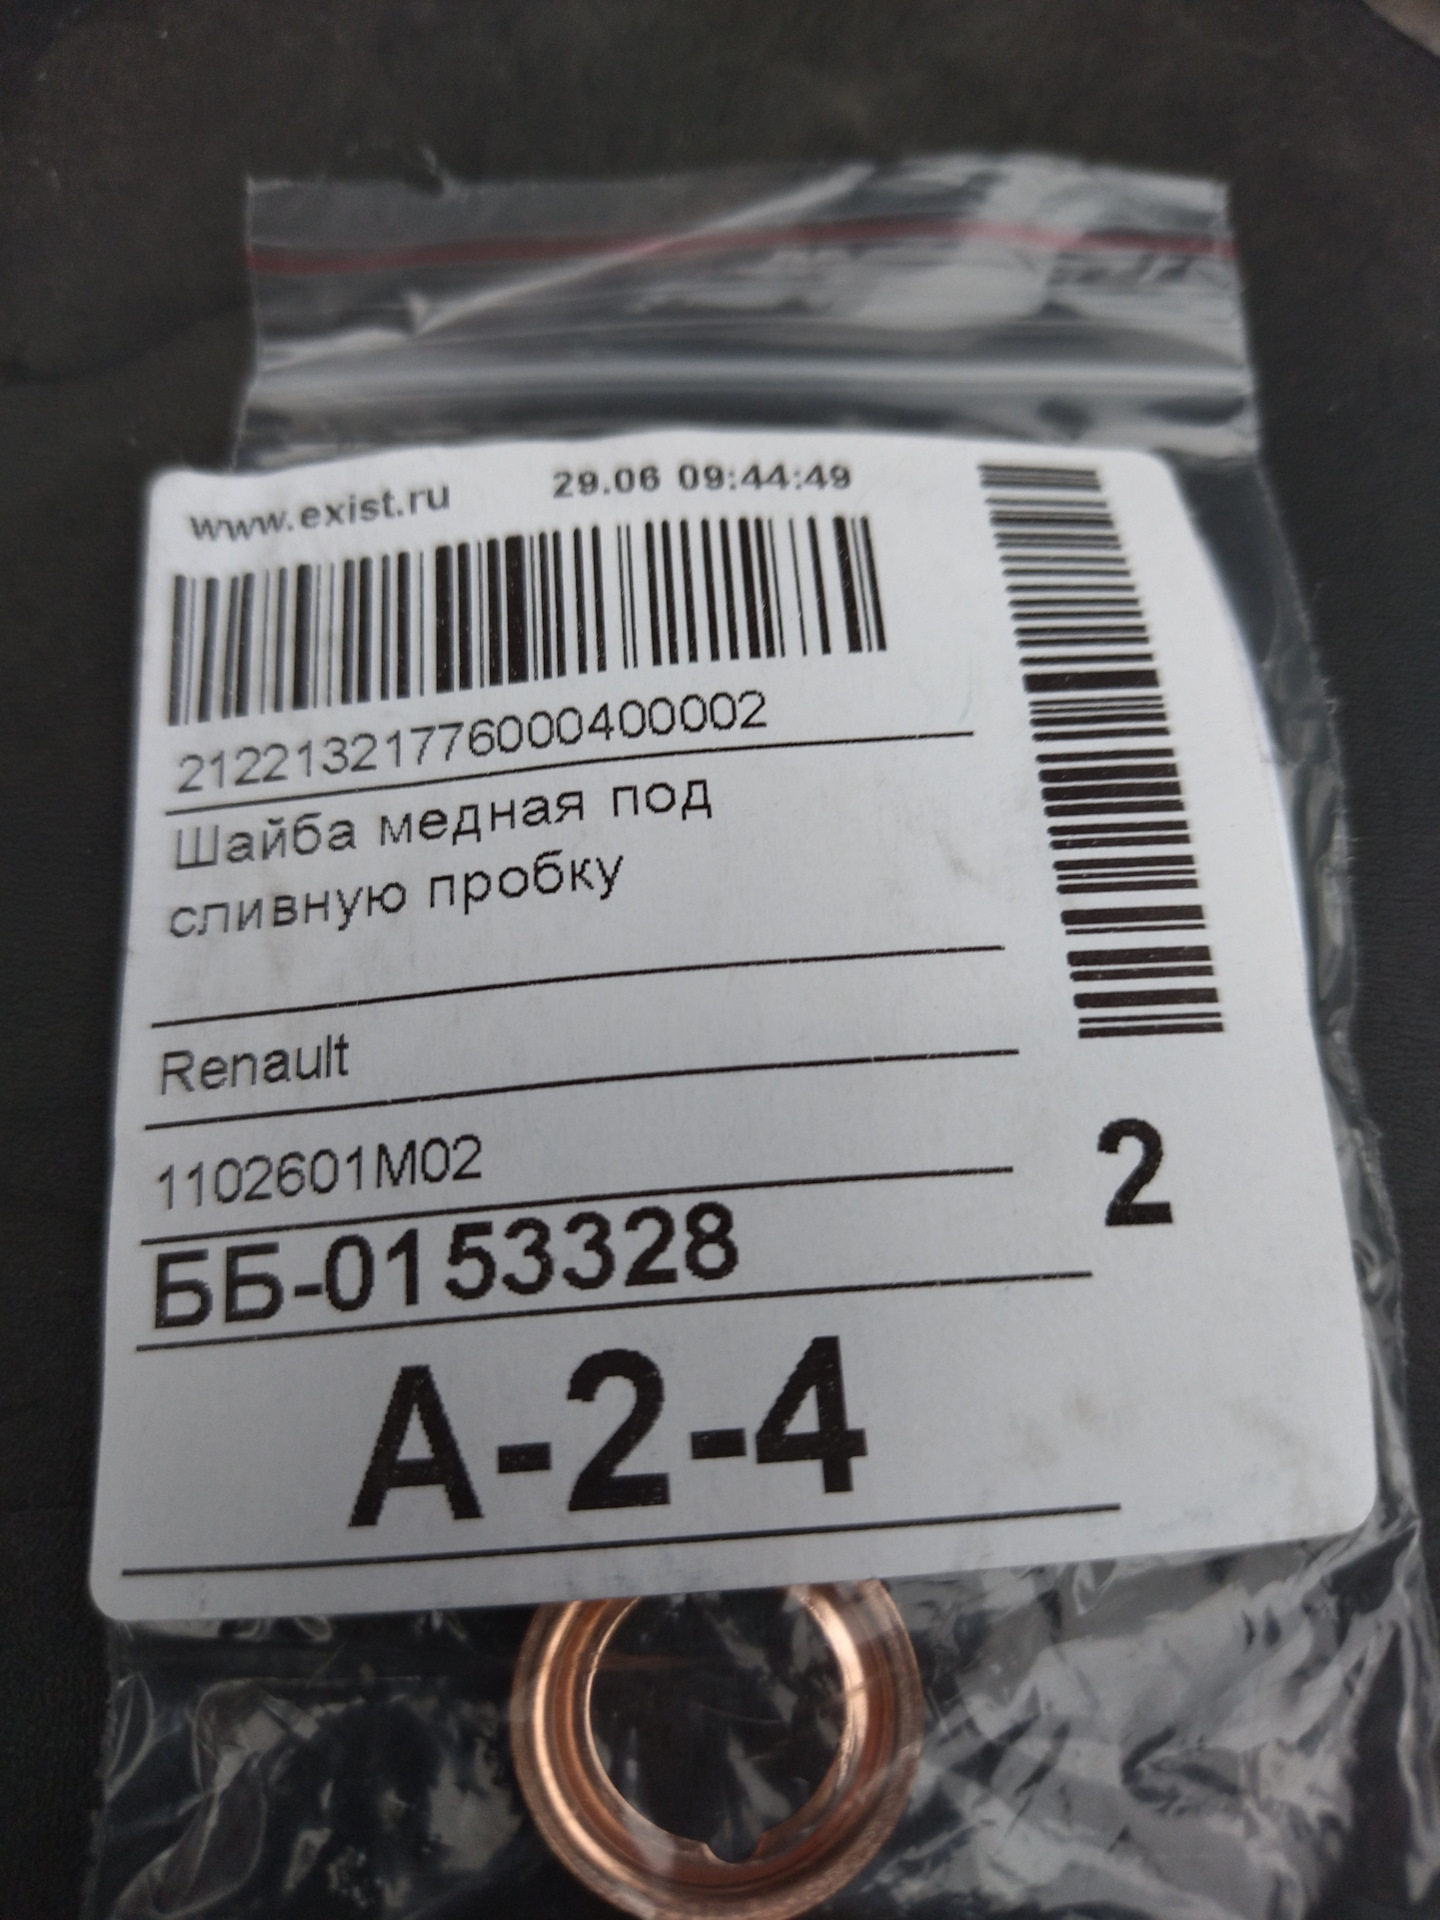 www.exist.ru 29.06 09:44:49
212213217760000400002
Шайба медная под
сливную пробку
Renault
1102601M02
2
ББ-0153328
А-2-4